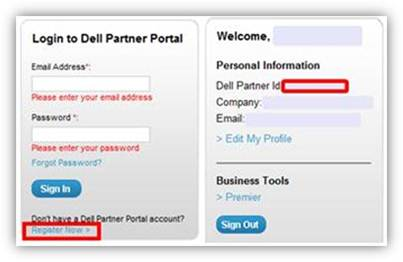 Login to Dell Partner Portal
Email Address*:
Please enter your email address
Password *:
Please enter your password
Forgot Password?
Sign In
Don't have a Dell Partner Portal account?
Register Now >
Welcome,
Personal Information
Dell Partner Id
Company:
Email:
> Edit My Profile
Business Tools
> Premier
Sign Out